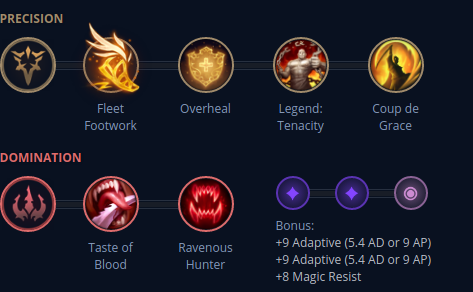 PRECISION
Fleet
Footwork
Overheal
Legend:
Tenacity
Coup de
Grace
DOMINATION
Taste of
Blood
Ravenous
Hunter
Bonus:
+9 Adaptive (5.4 AD or 9 AP)
+9 Adaptive (5.4 AD or 9 AP)
+8 Magic Resist